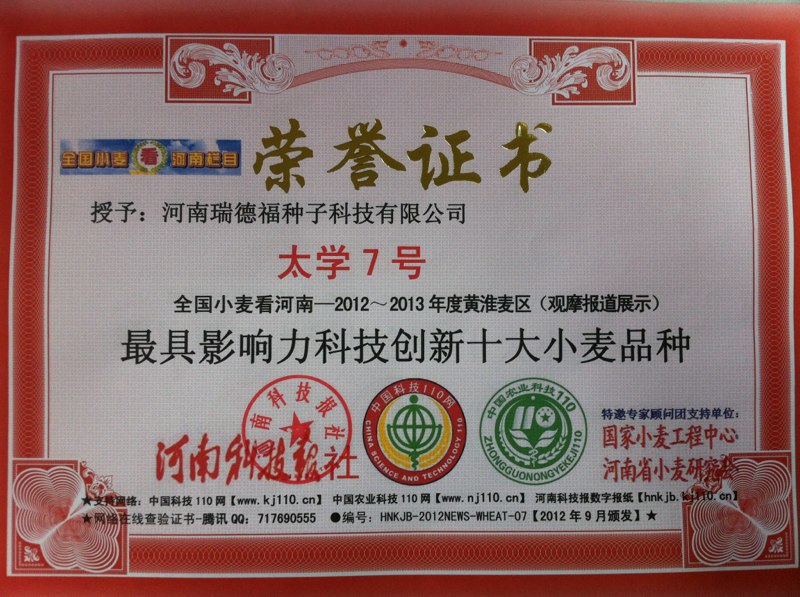 全国小麦看河南栏目
荣誉证书
授予：河南瑞德福种子科技有限公司
太学7号
全国小麦看河南—2012～2013年度黄淮麦区（观摩报道展示）
最具影响力科技创新十大小麦品种
河南科技报社
河南科技报社
中国科技110网
CHINA SCIENCE AND TECHNOLOGY 110
中国农业科技110
ZHONGGUONONGYEKEJI110
特邀专家顾问团支持单位：
国家小麦工程中心
河南省小麦研究会
★支持网络：中国科技110网【www.kj110.cn】 中国农业科技110网【www.nj110.cn】 河南科技报数字报纸【hnkjb.kj110.cn】
★网络在线查验证书-腾讯QQ：717690555 ●编号：HNKJB-2012NEWS-WHEAT-07【2012年9月颁发】★